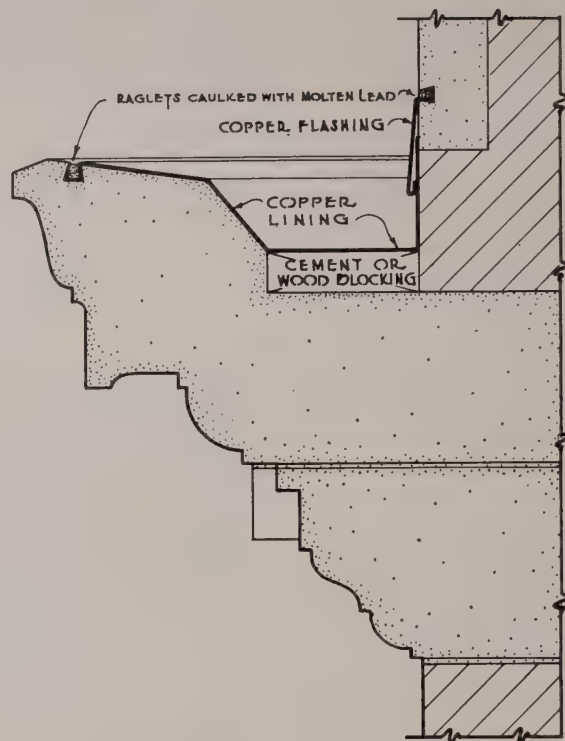 RAGLETS CAULKED WITH MOLTEN LEAD
COPPER FLASHING
COPPER
LINING
CEMENT OR
WOOD BLOCKING